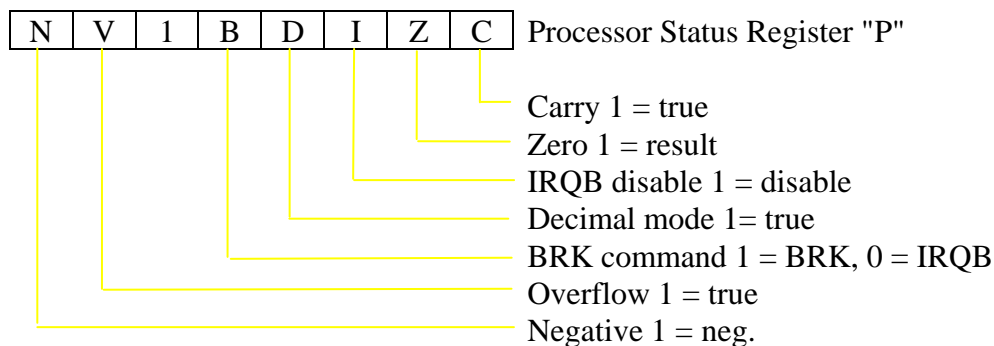 N V 1 B D I Z C Processor Status Register "P"
Carry 1 = true
Zero 1 = result
IRQB disable 1 = disable
Decimal mode 1= true
BRK command 1 = BRK, 0 = IRQB
Overflow 1 = true
Negative 1 = neg.